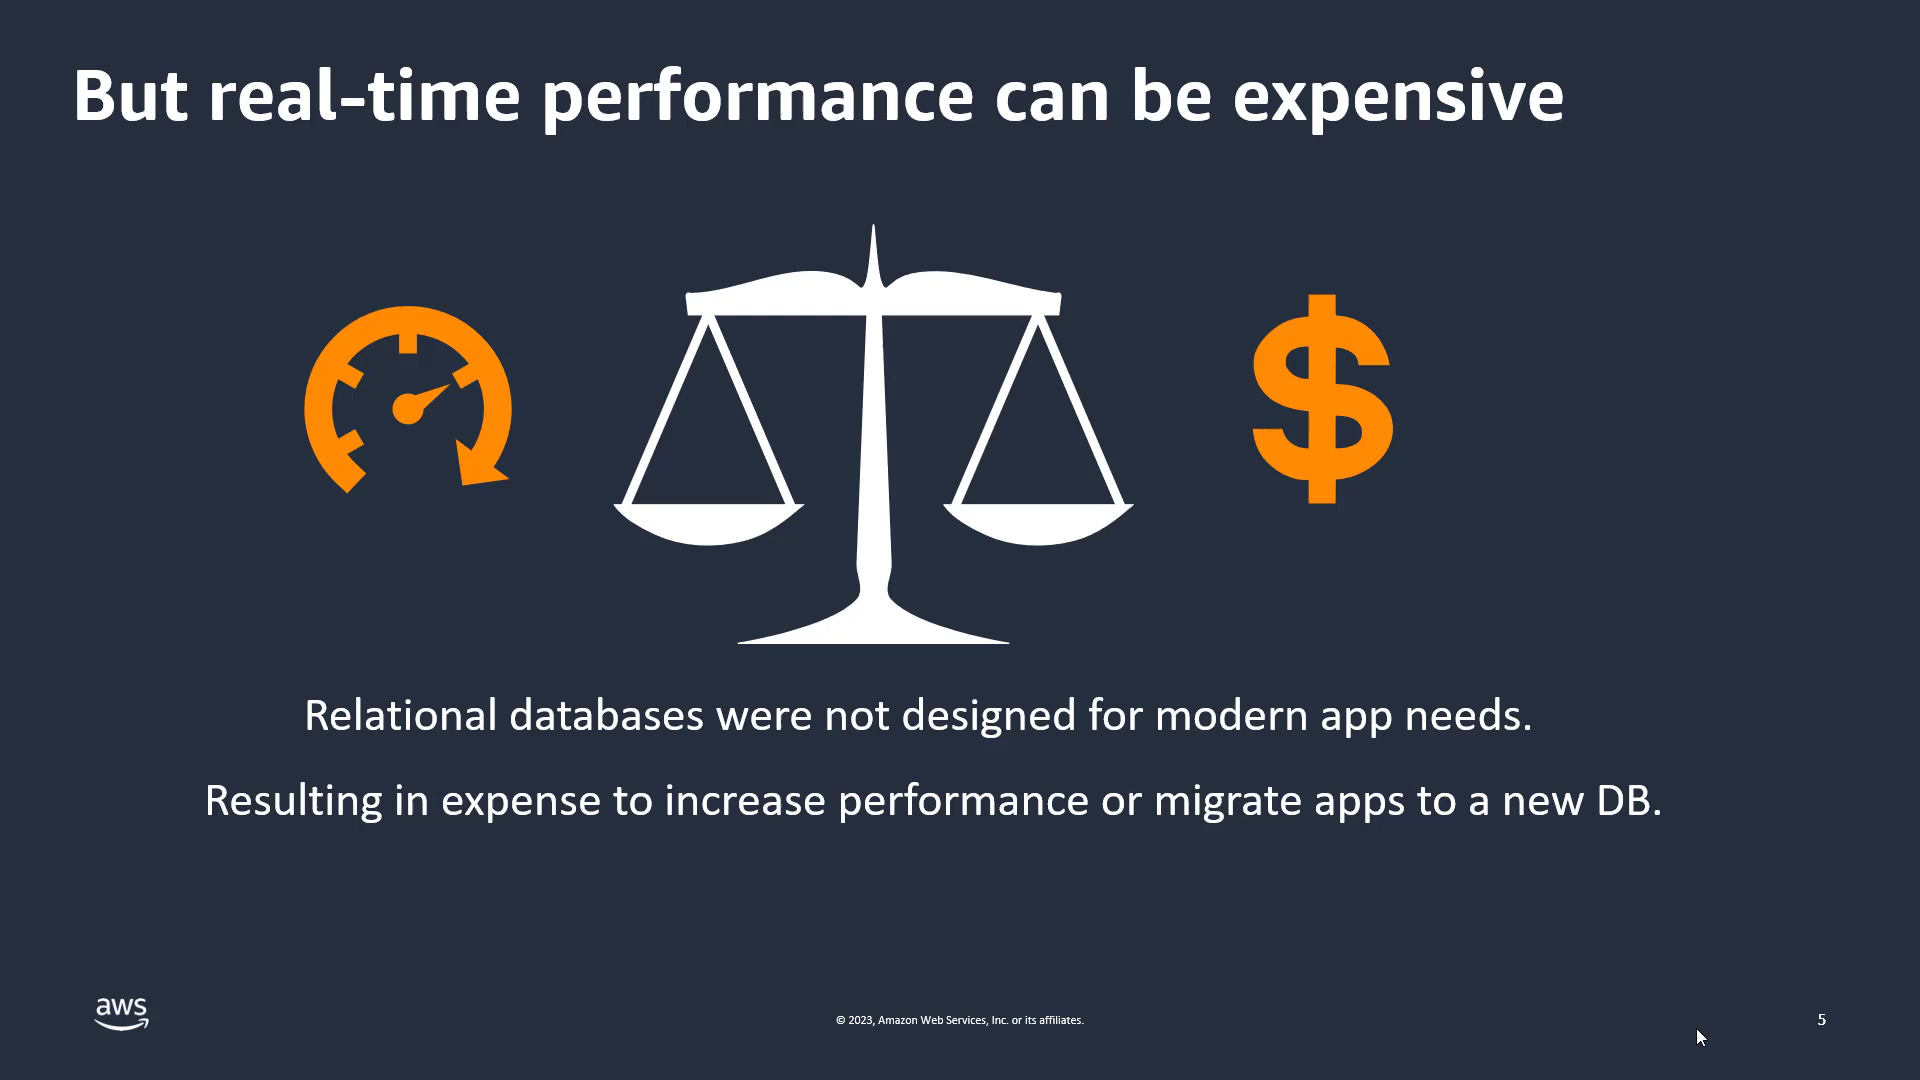 But real-time performance can be expensive
$
Relational databases were not designed for modern app needs.
Resulting in expense to increase performance or migrate apps to a new DB.
aws
© 2023, Amazon Web Services, Inc. or its affiliates.
5